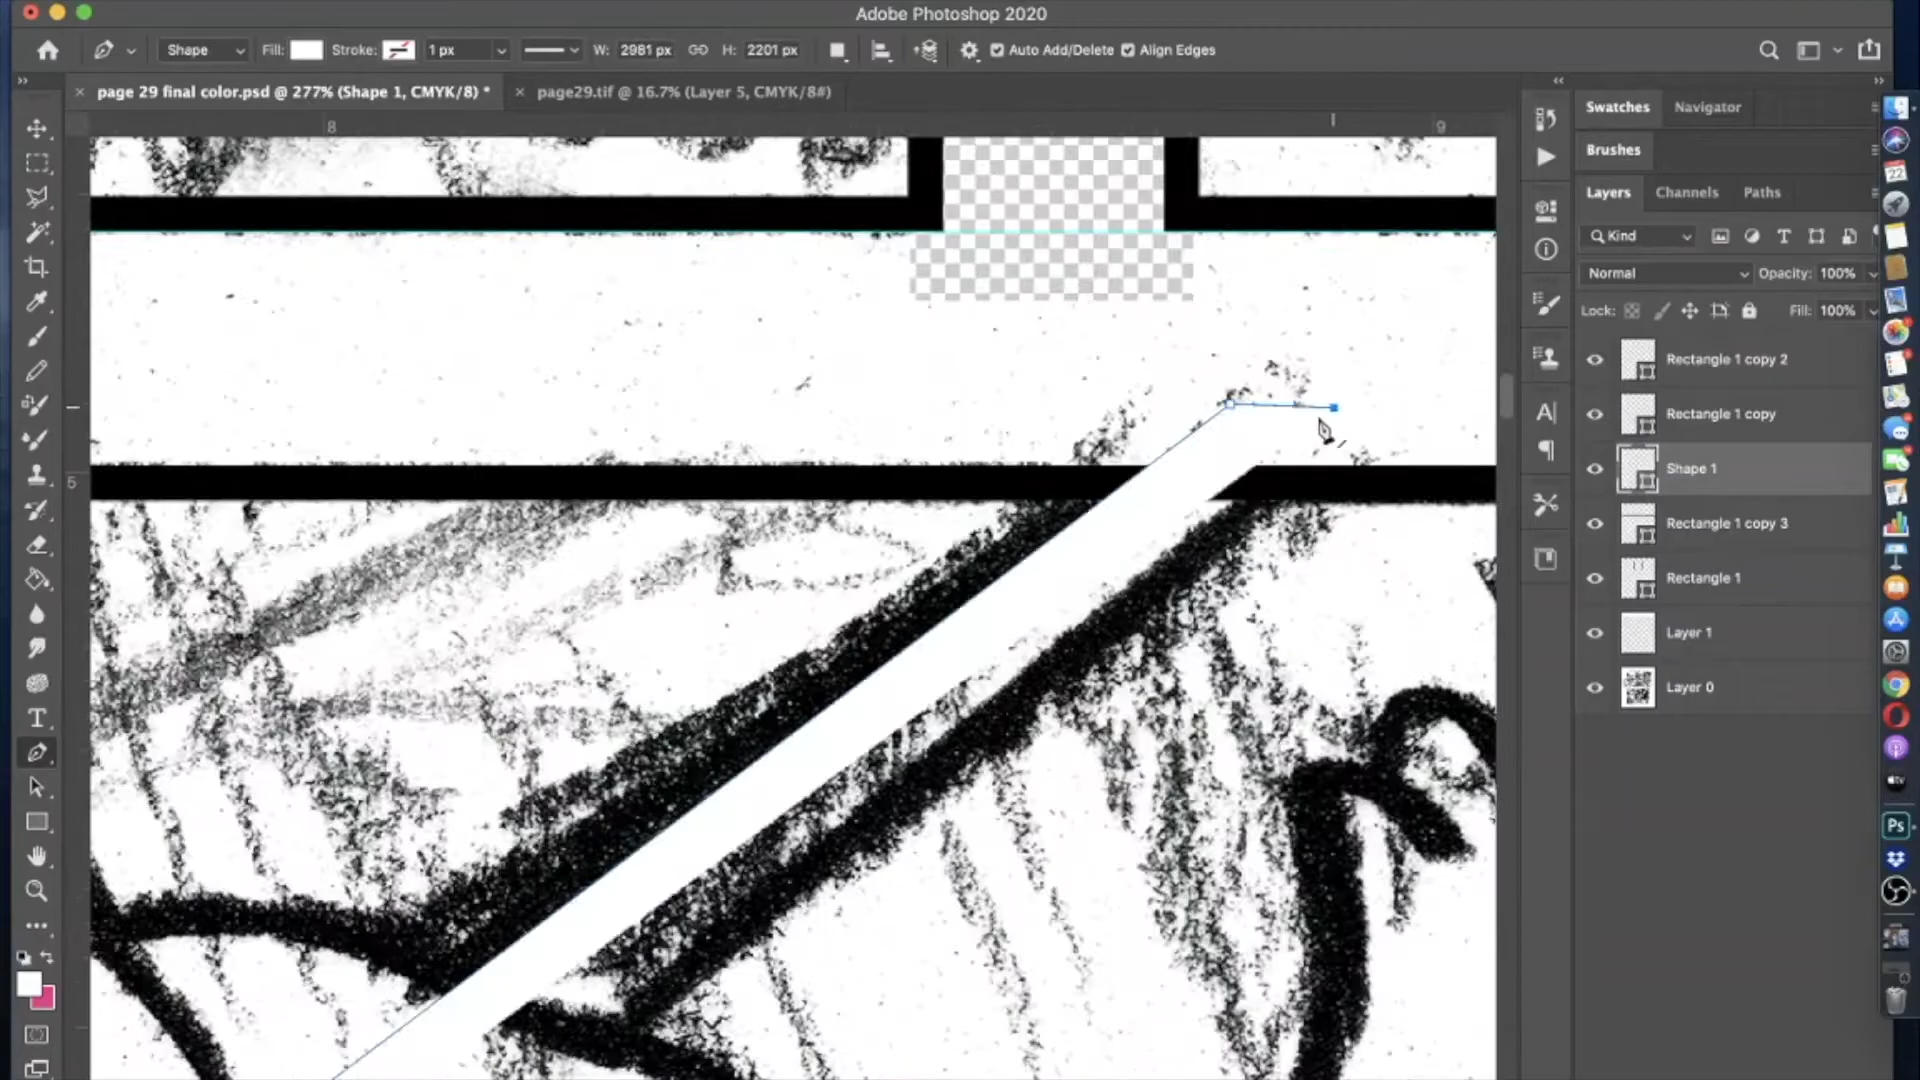 Adobe Photoshop 2020
Shape Fill: Stroke: 1 px W: 2981 px H: 2201 px Auto Add/Delete Align Edges
page 29 final color.psd @ 277% (Shape 1, CMYK/8) *
page29.tif @ 16.7% (Layer 5, CMYK/8#)
8
9
5
Swatches Navigator
Brushes
Layers Channels Paths
Kind
Normal Opacity: 100%
Lock: Fill: 100%
Rectangle 1 copy 2
Rectangle 1 copy
Shape 1
Rectangle 1 copy 3
Rectangle 1
Layer 1
Layer 0
22
Ps